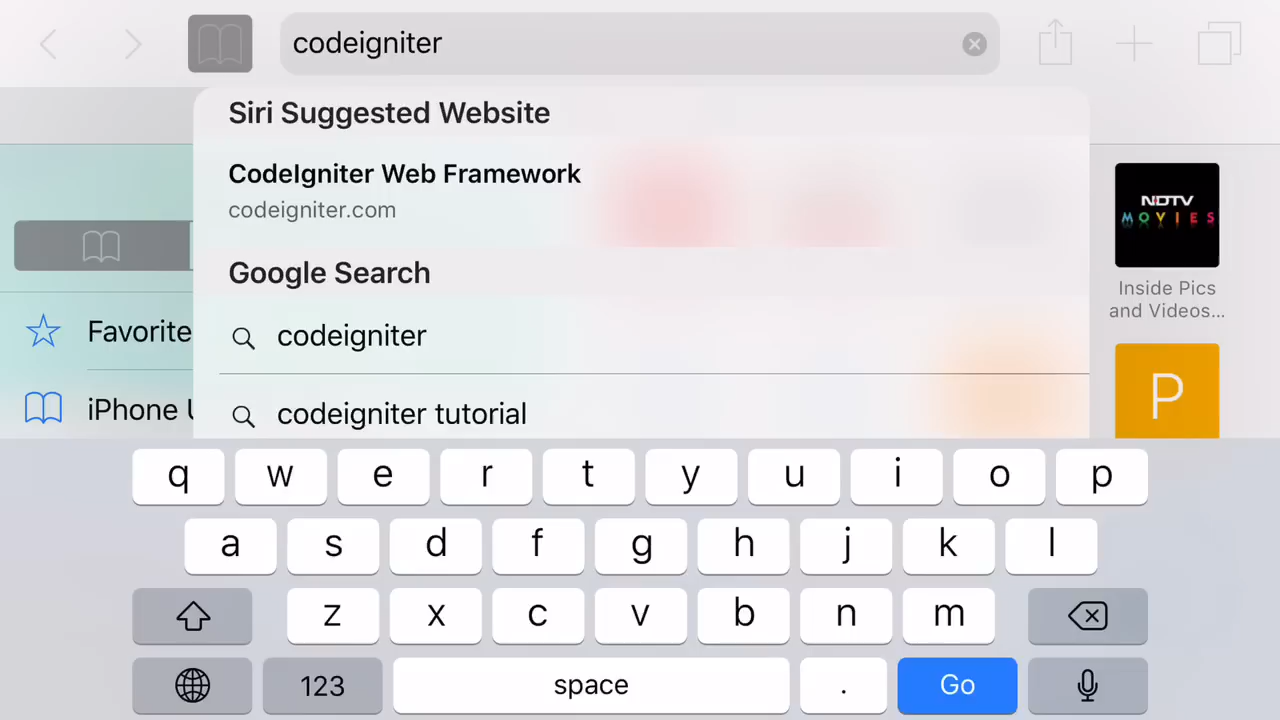 codeigniter
Siri Suggested Website
CodeIgniter Web Framework
codeigniter.com
Google Search
codeigniter
codeigniter tutorial
Favorite
iPhone U
NDTV
MOVIES
Inside Pics
and Videos...
P
q w e r t y u i o p
a s d f g h j k l
z x c v b n m
123 space . Go